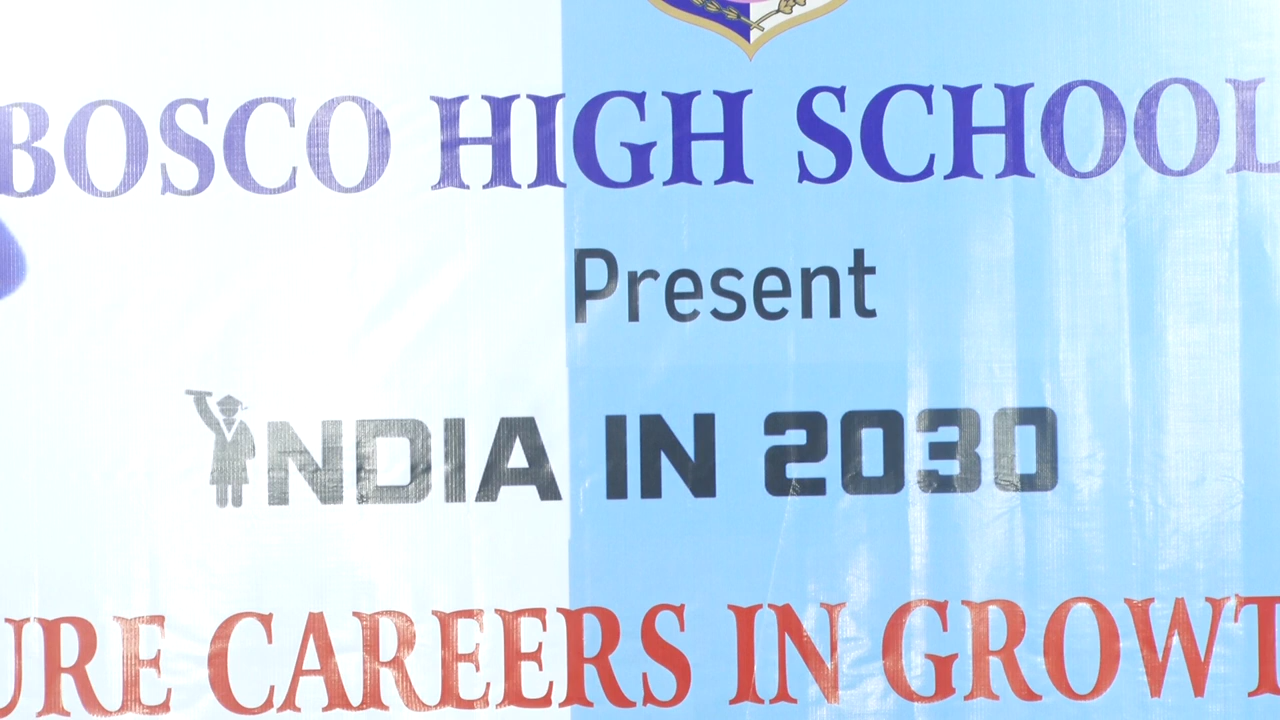 BOSCO HIGH SCHOOL
Present
INDIA IN 2030
URE CAREERS IN GROWT